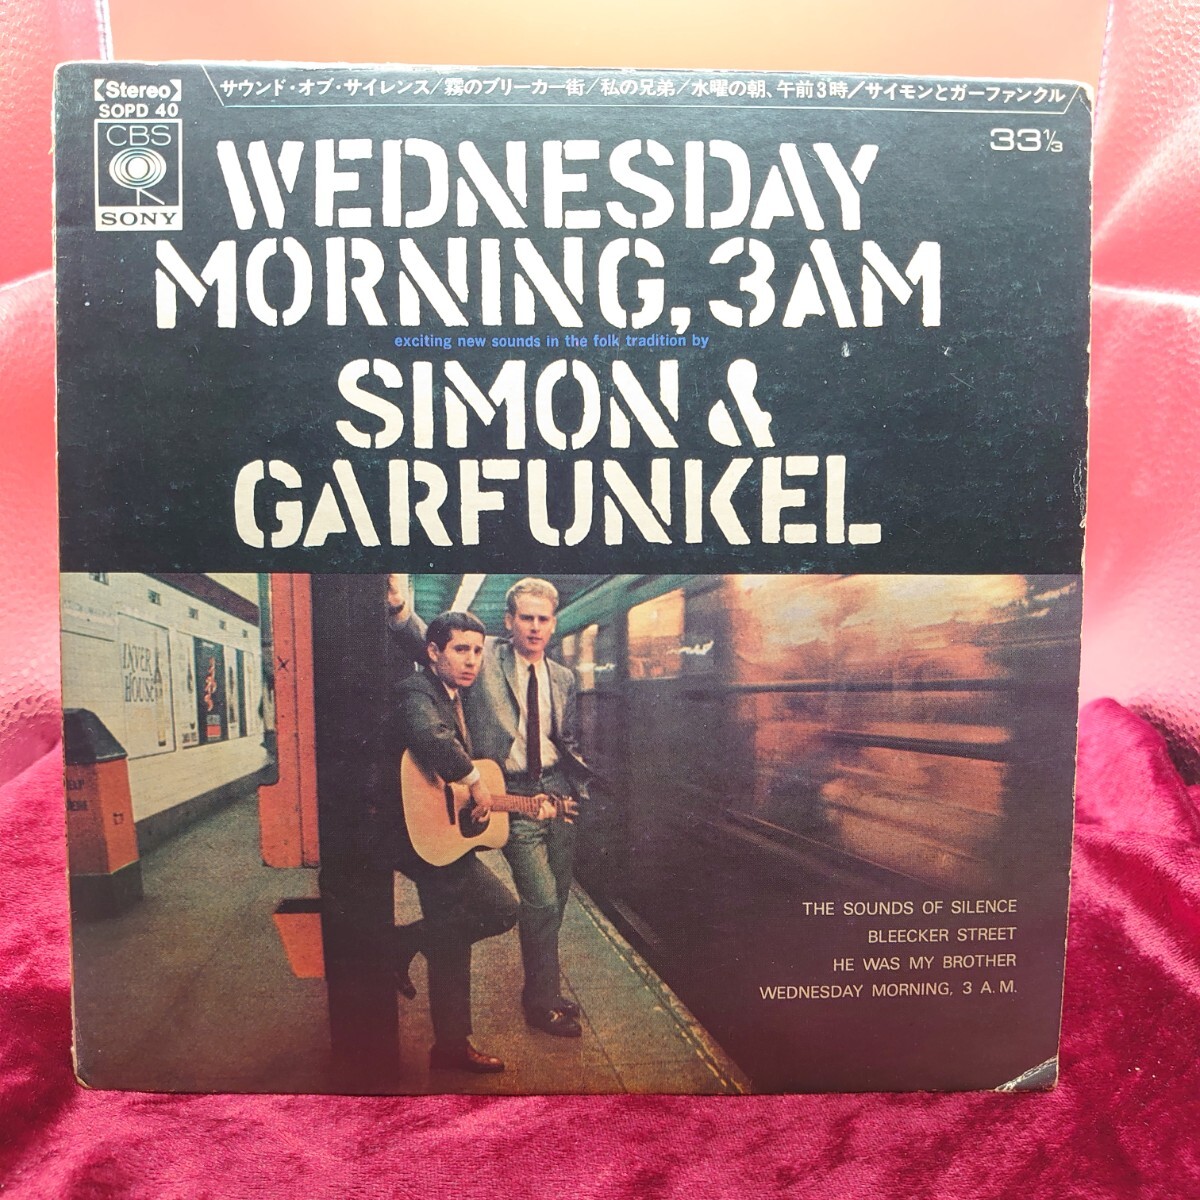 【Stereo】
SOPD 40
サウンド・オブ・サイレンス/霧のブリーカー街/私の兄弟/水曜の朝、午前3時/サイモンとガーファンクル
CBS
SONY
33⅓
WEDNESDAY
MORNING, 3AM
exciting new sounds in the folk tradition by
SIMON &
GARFUNKEL
INVER
HOUSE
THE SOUNDS OF SILENCE
BLEECKER STREET
HE WAS MY BROTHER
WEDNESDAY MORNING, 3 A.M.